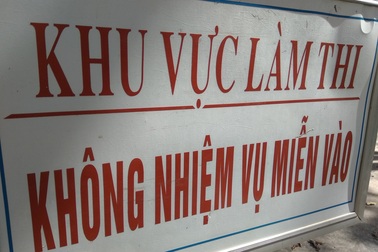 KHU VỰC LÀM THI
KHÔNG NHIỆM VỤ MIỄN VÀO